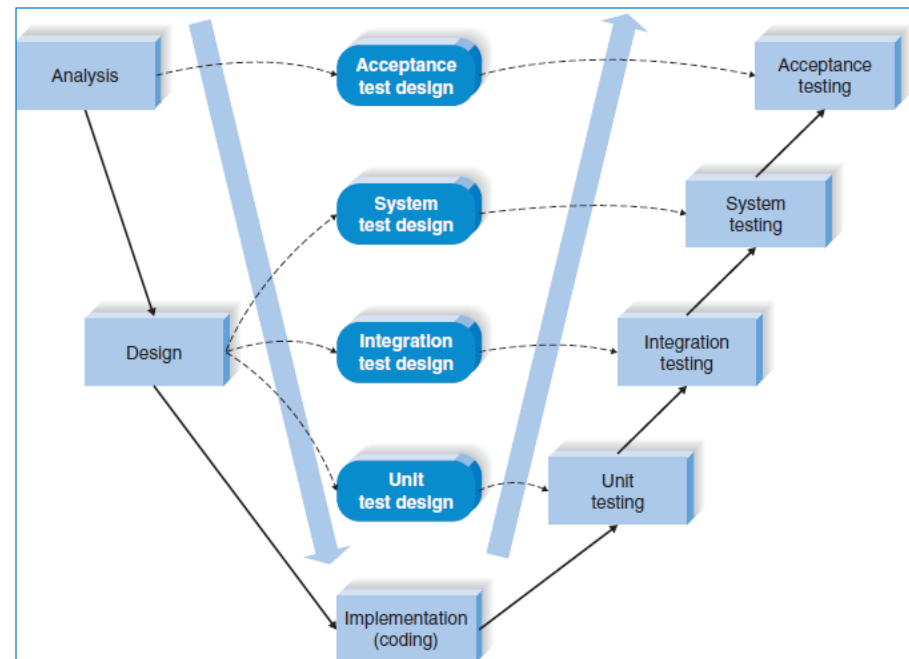 Analysis
Acceptance
test design
Acceptance
testing
System
test design
System
testing
Design
Integration
test design
Integration
testing
Unit
test design
Unit
testing
Implementation
(coding)